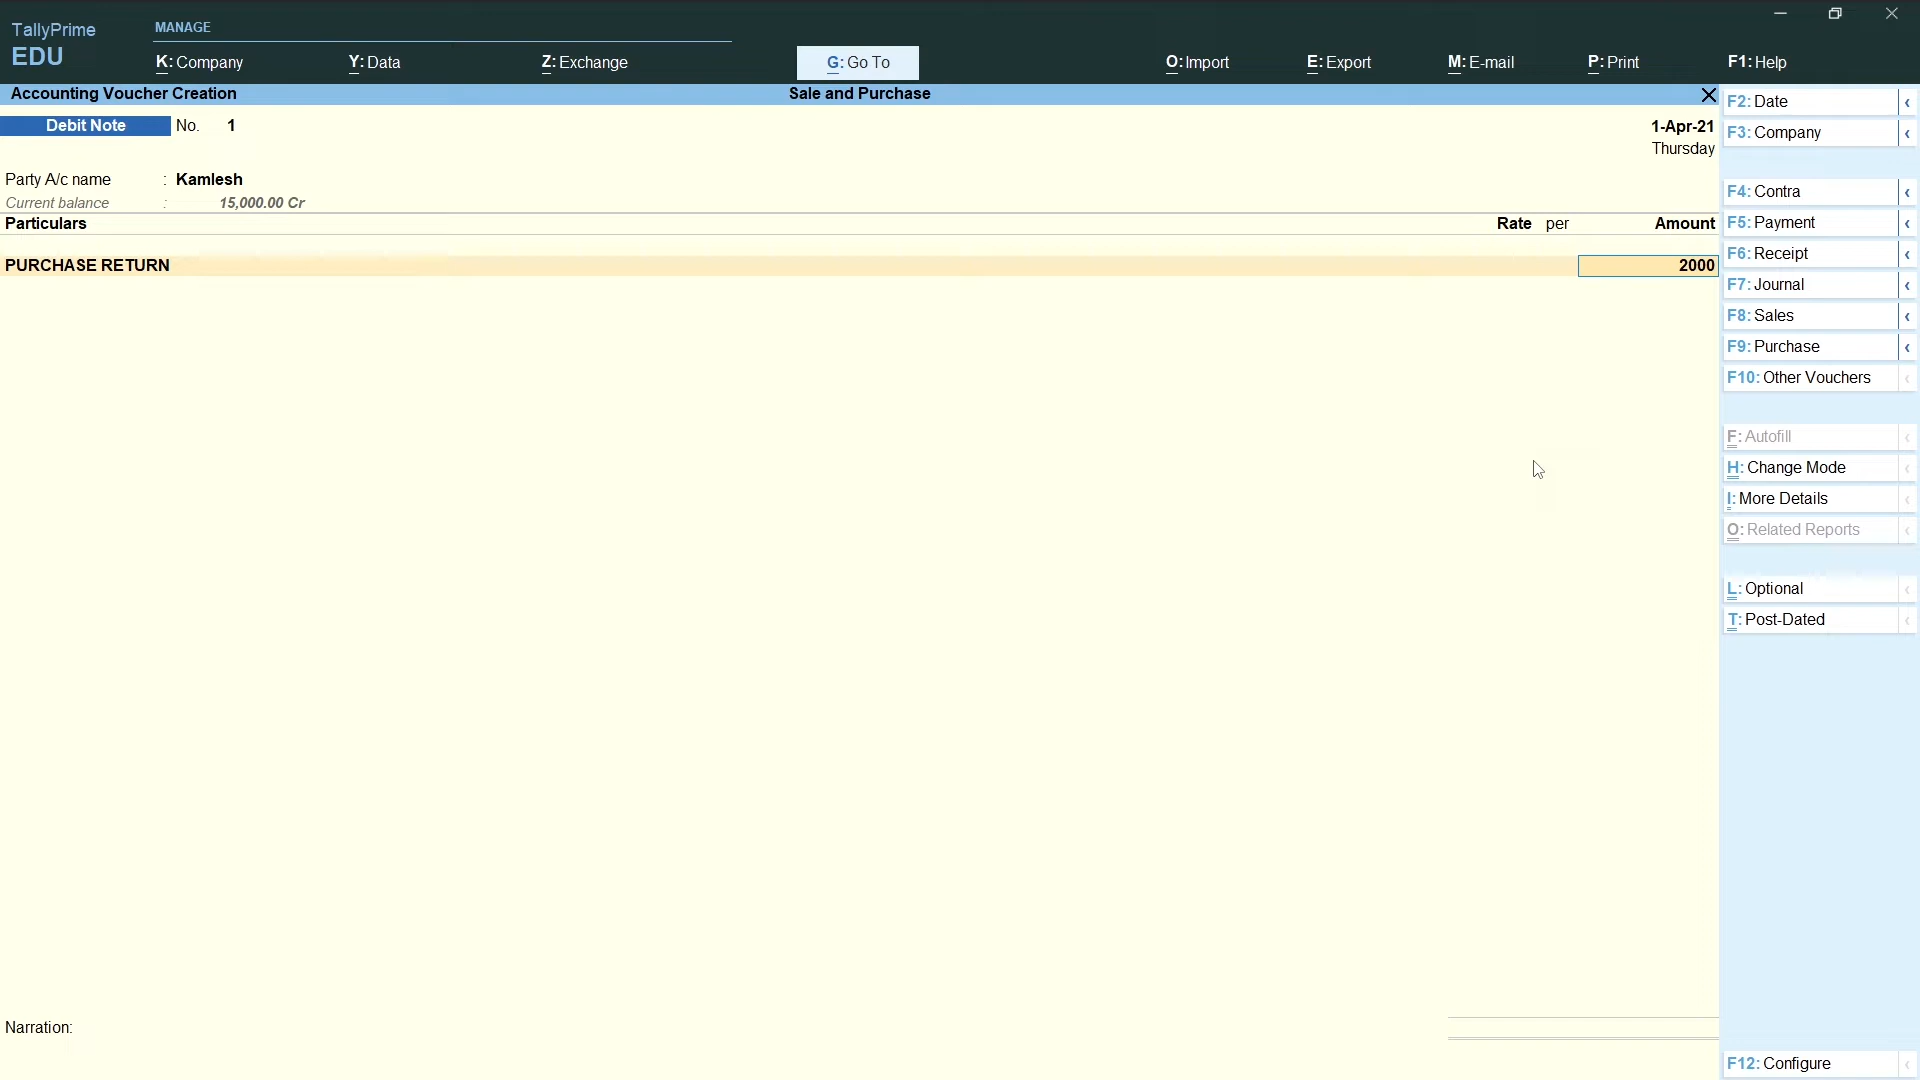 TallyPrime
EDU
MANAGE
K: Company
Y: Data
Z: Exchange
G: Go To
O: Import
E: Export
M: E-mail
P: Print
F1: Help
Accounting Voucher Creation
Sale and Purchase
Debit Note No. 1
1-Apr-21
Thursday
Party A/c name : Kamlesh
Current balance : 15,000.00 Cr
Particulars Rate per Amount
PURCHASE RETURN 2000
Narration:
F2: Date
F3: Company
F4: Contra
F5: Payment
F6: Receipt
F7: Journal
F8: Sales
F9: Purchase
F10: Other Vouchers
F: Autofill
H: Change Mode
I: More Details
O: Related Reports
L: Optional
T: Post-Dated
F12: Configure